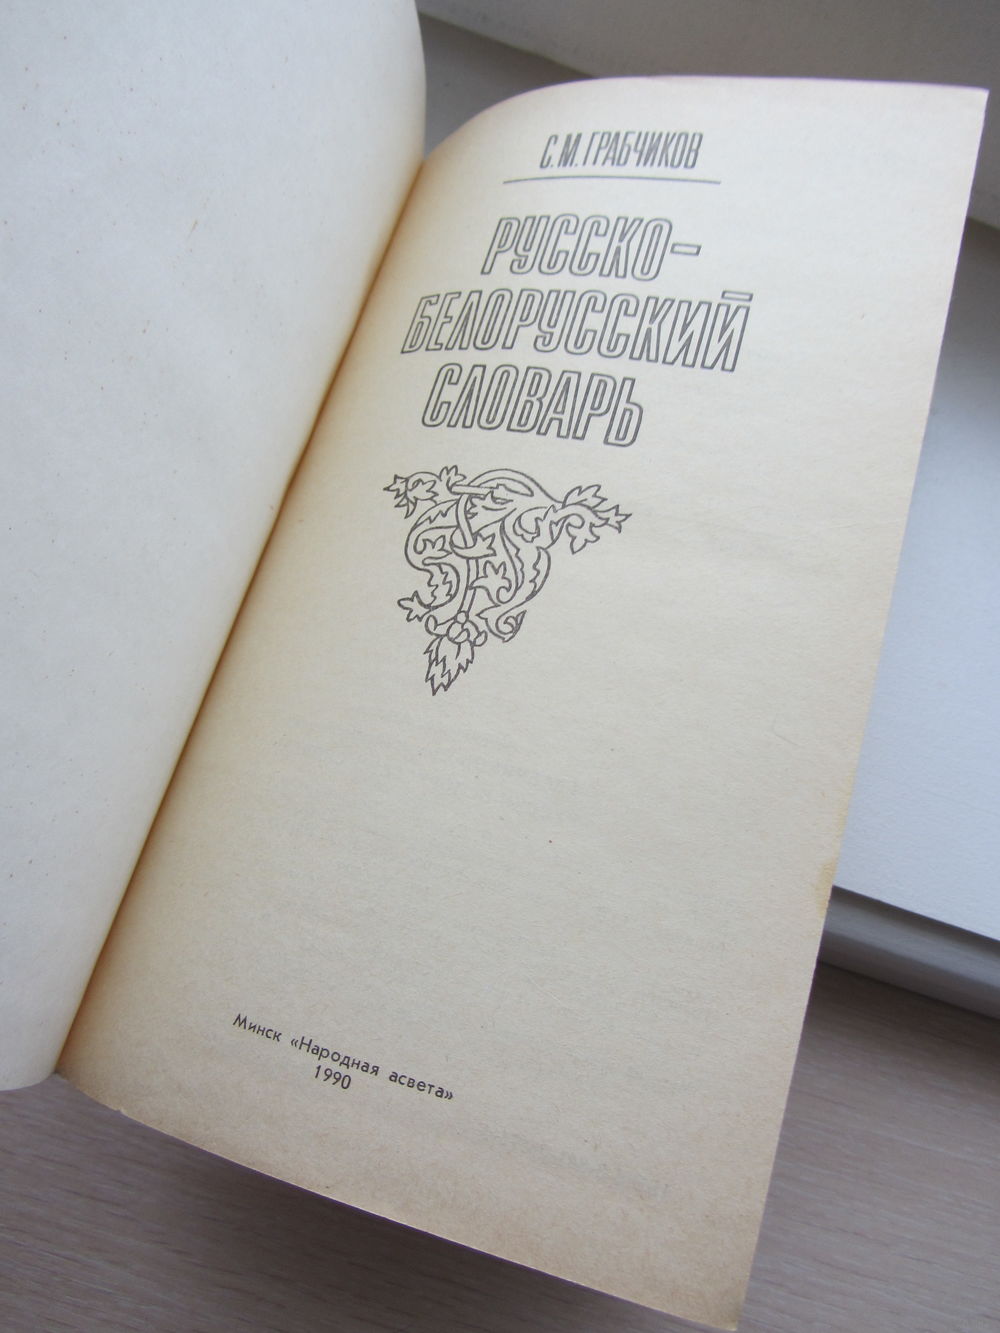 С. М. ГРАБЧИКОВ
РУССКО-
БЕЛОРУССКИЙ
СЛОВАРЬ
Минск «Народная асвета»
1990